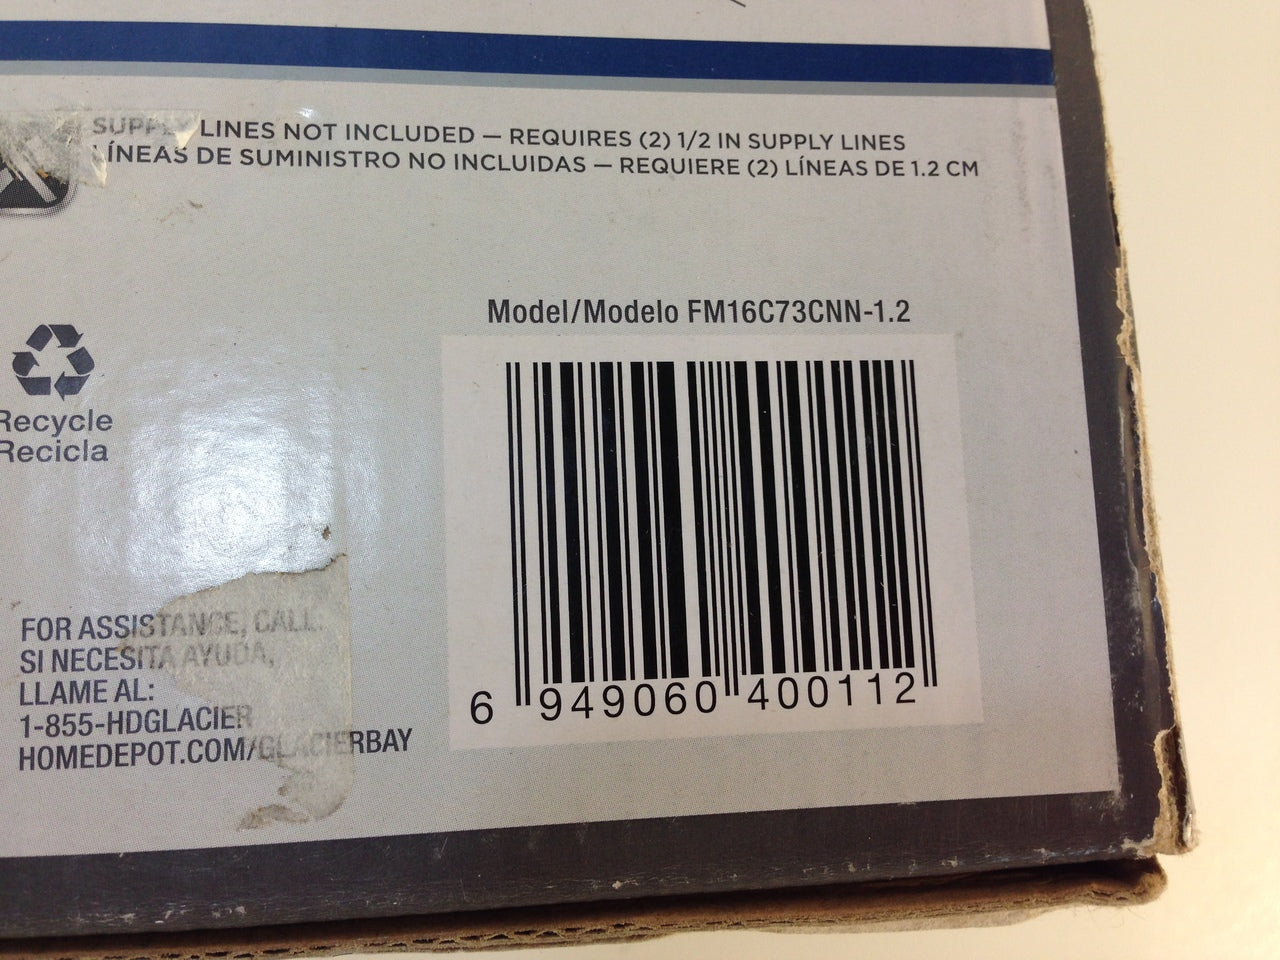 SUPPLY LINES NOT INCLUDED — REQUIRES (2) 1/2 IN SUPPLY LINES
LÍNEAS DE SUMINISTRO NO INCLUIDAS — REQUIERE (2) LÍNEAS DE 1.2 CM
Model/Modelo FM16C73CNN-1.2
Recycle
Recicla
6 949060 400112
FOR ASSISTANCE, CALL:
SI NECESITA AYUDA,
LLAME AL:
1-855-HDGLACIER
HOMEDEPOT.COM/GLACIERBAY